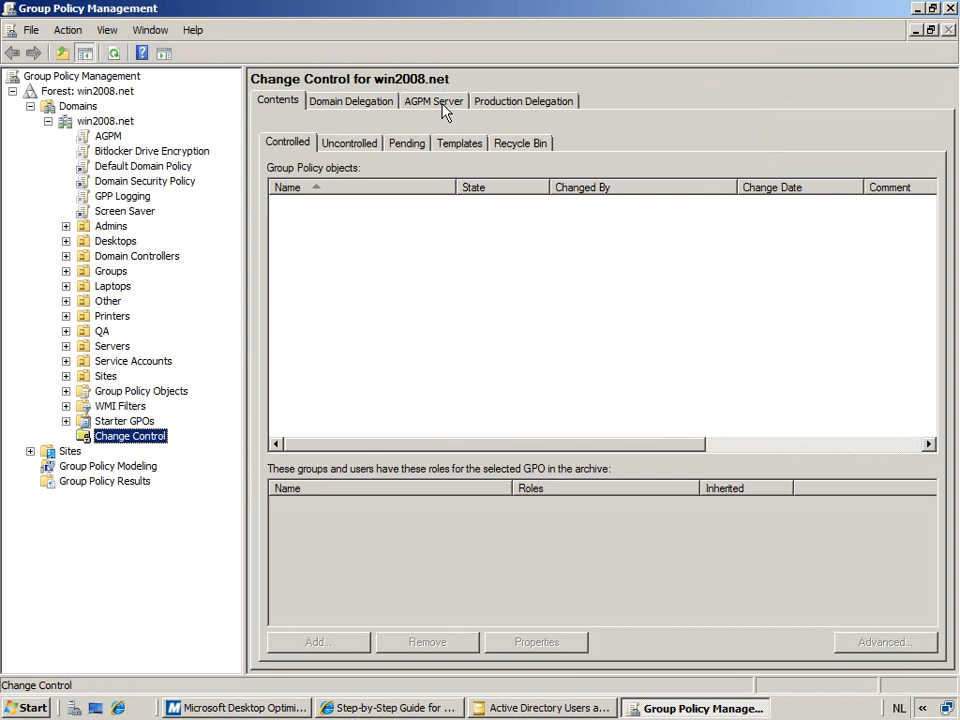 Group Policy Management
File Action View Window Help
Group Policy Management
Forest: win2008.net
Domains
win2008.net
AGPM
Bitlocker Drive Encryption
Default Domain Policy
Domain Security Policy
GPP Logging
Screen Saver
Admins
Desktops
Domain Controllers
Groups
Laptops
Other
Printers
QA
Servers
Service Accounts
Sites
Group Policy Objects
WMI Filters
Starter GPOs
Change Control
Sites
Group Policy Modeling
Group Policy Results
Change Control for win2008.net
Contents Domain Delegation AGPM Server Production Delegation
Controlled Uncontrolled Pending Templates Recycle Bin
Group Policy objects:
Name State Changed By Change Date Comment
These groups and users have these roles for the selected GPO in the archive:
Name Roles Inherited
Add... Remove Properties Advanced...
Change Control
Start Microsoft Desktop Optimi... Step-by-Step Guide for ... Active Directory Users a... Group Policy Manage... NL